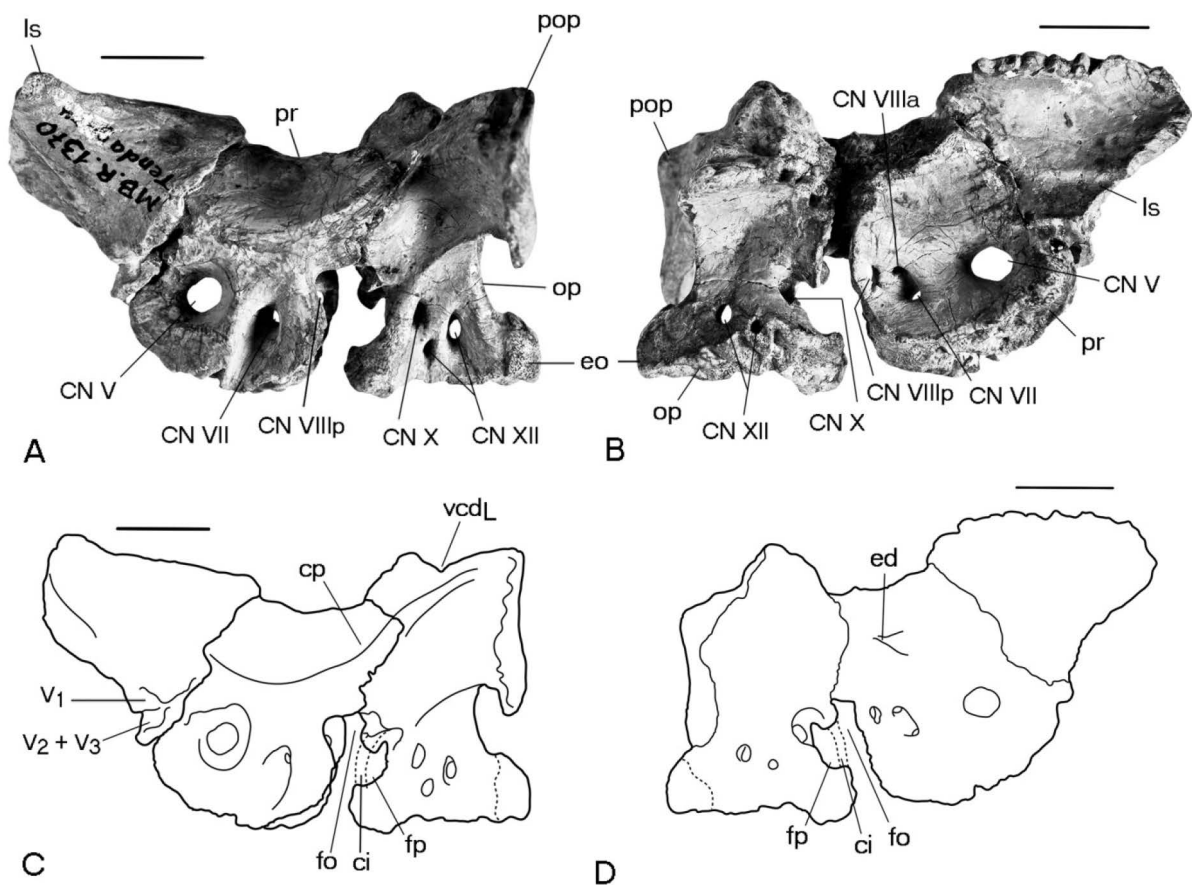 ls
pop
pr
MB.R.1370
Tendaguru
op
eo
CN V
CN VII
CN VIIIp
CN X
CN XII
A
pop
CN VIIIa
ls
CN V
pr
op
CN XII
CN X
CN VIIIp
CN VII
B
vcdL
cp
V1
V2 + V3
fo
ci
fp
C
ed
fp
ci
fo
D